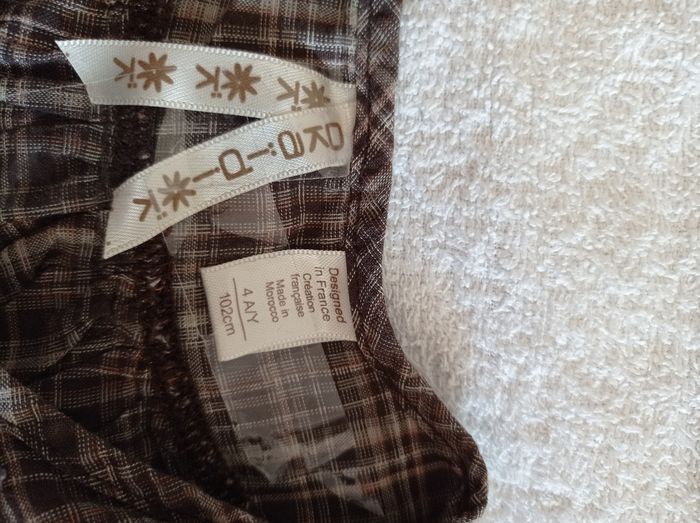 okaïdi
Designed
in France
Création
française
Made in
Morocco
4 A/Y
102cm